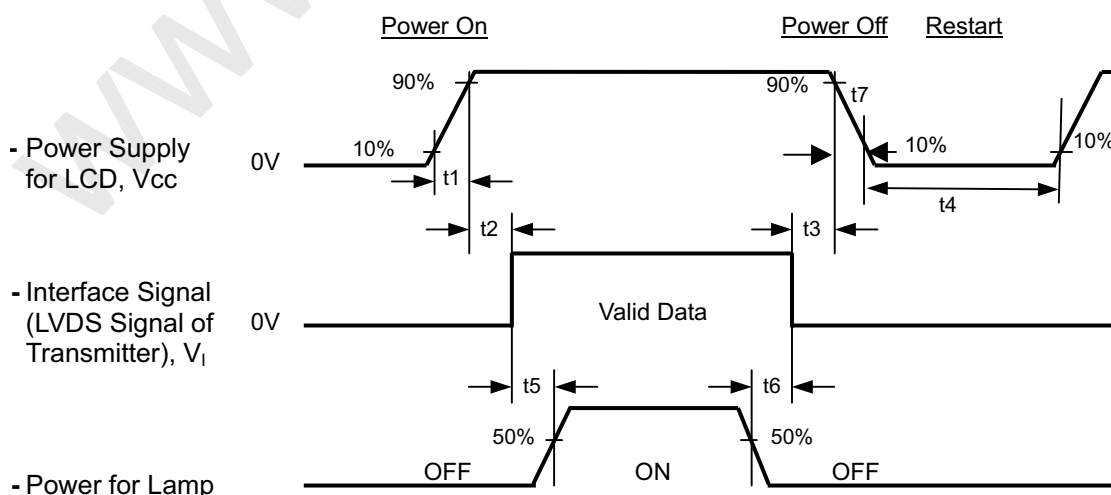 Power On
Power Off
Restart
90%
90%
t7
- Power Supply
for LCD, Vcc
0V
10%
10%
10%
t1
t4
t2
t3
- Interface Signal
(LVDS Signal of
Transmitter), VI
0V
Valid Data
t5
t6
50%
50%
- Power for Lamp
OFF
ON
OFF